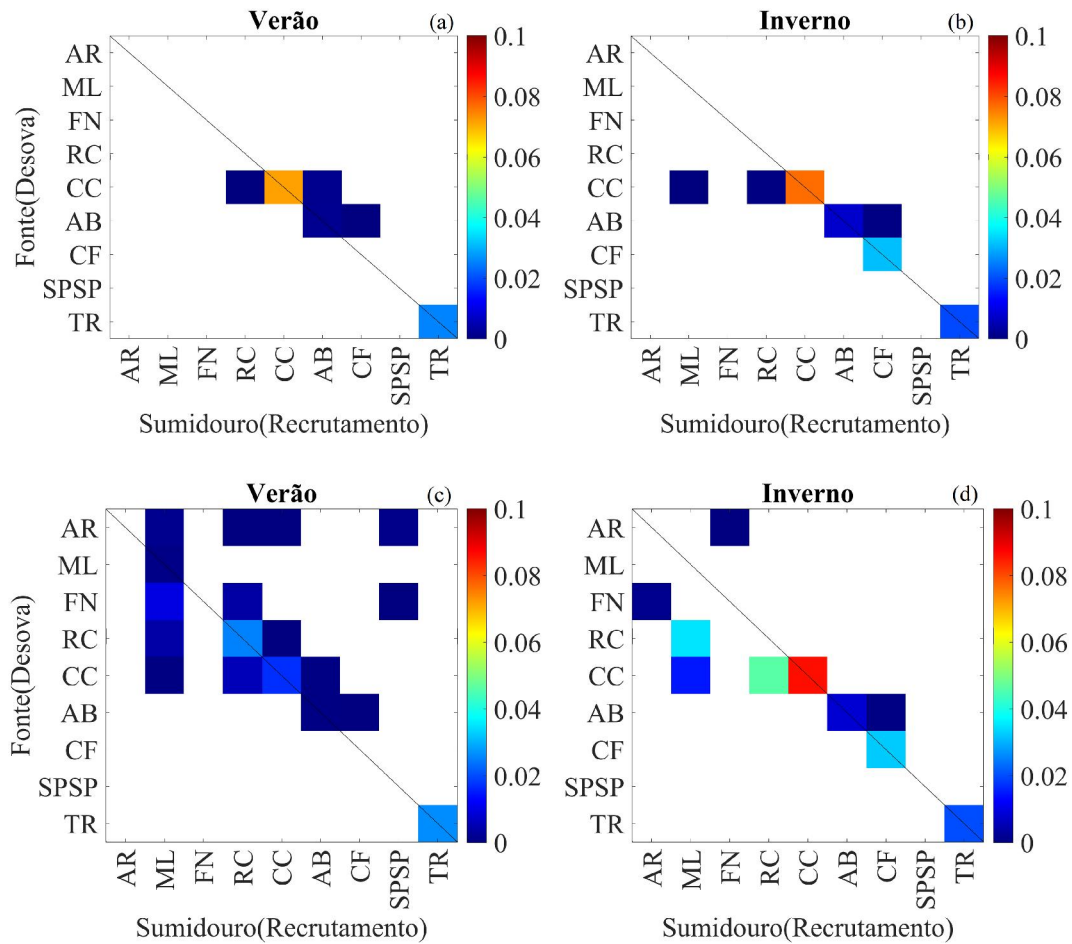 Verão
(a)
Fonte(Desova)
AR
ML
FN
RC
CC
AB
CF
SPSP
TR
AR
ML
FN
RC
CC
AB
CF
SPSP
TR
Sumidouro(Recrutamento)
0.1
0.08
0.06
0.04
0.02
0
Inverno
(b)
AR
ML
FN
RC
CC
AB
CF
SPSP
TR
AR
ML
FN
RC
CC
AB
CF
SPSP
TR
Sumidouro(Recrutamento)
0.1
0.08
0.06
0.04
0.02
0
Verão
(c)
Fonte(Desova)
AR
ML
FN
RC
CC
AB
CF
SPSP
TR
AR
ML
FN
RC
CC
AB
CF
SPSP
TR
Sumidouro(Recrutamento)
0.1
0.08
0.06
0.04
0.02
0
Inverno
(d)
AR
ML
FN
RC
CC
AB
CF
SPSP
TR
AR
ML
FN
RC
CC
AB
CF
SPSP
TR
Sumidouro(Recrutamento)
0.1
0.08
0.06
0.04
0.02
0